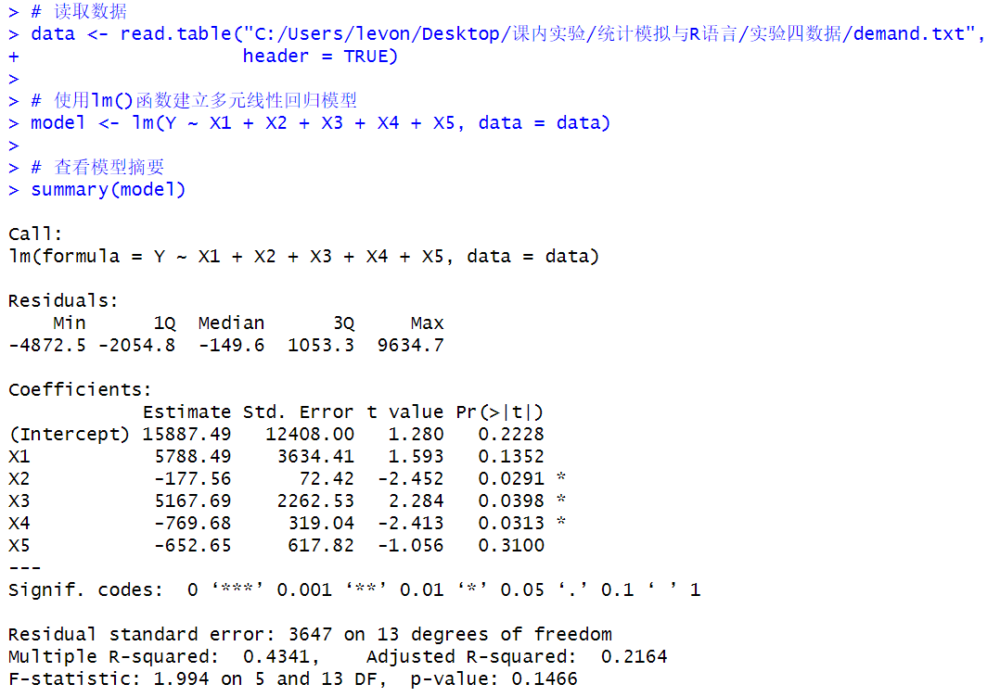 > # 读取数据
> data <- read.table("C:/Users/levon/Desktop/课内实验/统计模拟与R语言/实验四数据/demand.txt",
+                    header = TRUE)
>
> # 使用lm()函数建立多元线性回归模型
> model <- lm(Y ~ X1 + X2 + X3 + X4 + X5, data = data)
>
> # 查看模型摘要
> summary(model)

Call:
lm(formula = Y ~ X1 + X2 + X3 + X4 + X5, data = data)

Residuals:
    Min      1Q  Median      3Q     Max
-4872.5 -2054.8  -149.6  1053.3  9634.7

Coefficients:
            Estimate Std. Error t value Pr(>|t|)
(Intercept) 15887.49   12408.00   1.280   0.2228
X1           5788.49    3634.41   1.593   0.1352
X2           -177.56      72.42  -2.452   0.0291 *
X3           5167.69    2262.53   2.284   0.0398 *
X4           -769.68     319.04  -2.413   0.0313 *
X5           -652.65     617.82  -1.056   0.3100
---
Signif. codes:  0 ‘***’ 0.001 ‘**’ 0.01 ‘*’ 0.05 ‘.’ 0.1 ‘ ’ 1

Residual standard error: 3647 on 13 degrees of freedom
Multiple R-squared:  0.4341,    Adjusted R-squared:  0.2164
F-statistic: 1.994 on 5 and 13 DF,  p-value: 0.1466